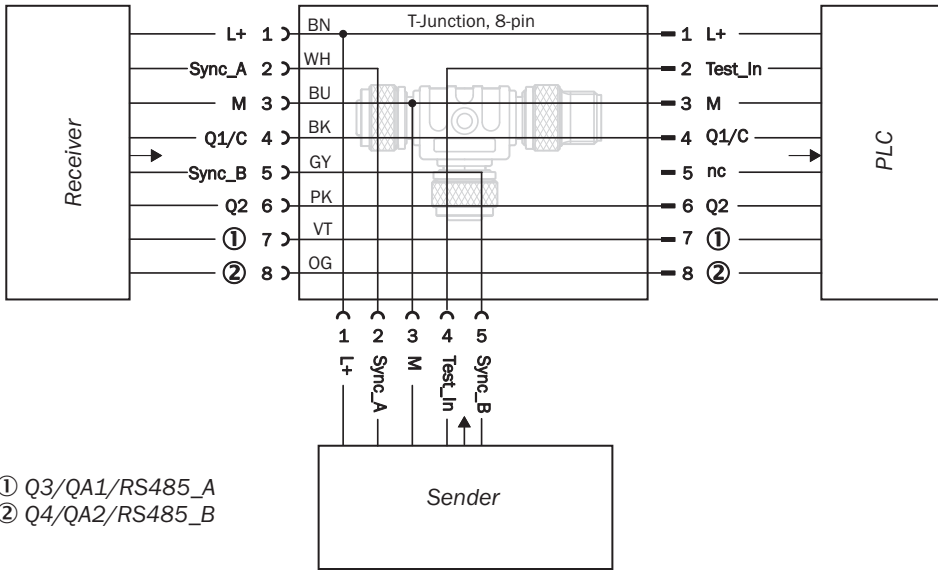 T-Junction, 8-pin
L+ 1 BN 1 L+
Sync_A 2 WH 2 Test_In
M 3 BU 3 M
Q1/C 4 BK 4 Q1/C
Sync_B 5 GY 5 nc
Q2 6 PK 6 Q2
① 7 VT 7 ①
② 8 OG 8 ②
Receiver
PLC
1 2 3 4 5
L+ Sync_A M Test_In Sync_B
Sender
① Q3/QA1/RS485_A
② Q4/QA2/RS485_B